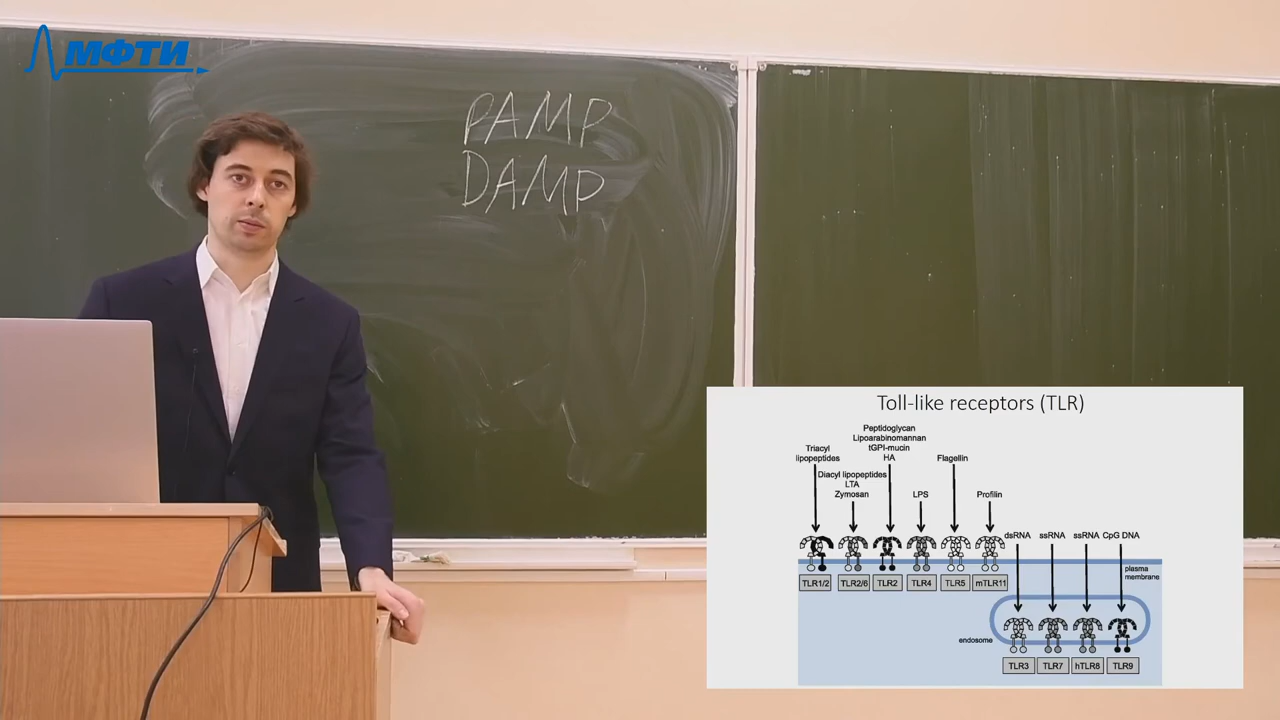 МФТИ
PAMP
DAMP
Toll-like receptors (TLR)
Triacyl
lipopeptides
Diacyl lipopeptides
LTA
Zymosan
Peptidoglycan
Lipoarabinomannan
tGPI-mucin
HA
LPS
Flagellin
Profilin
dsRNA ssRNA ssRNA CpG DNA
plasma
membrane
TLR1/2 TLR2/6 TLR2 TLR4 TLR5 mTLR11
endosome
TLR3 TLR7 hTLR8 TLR9